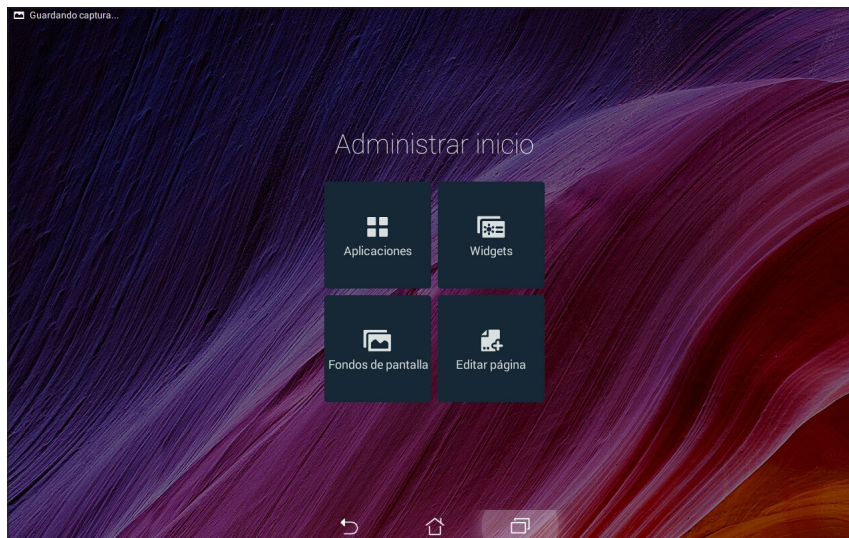 Guardando captura...
Administrar inicio
Aplicaciones
Widgets
Fondos de pantalla
Editar página